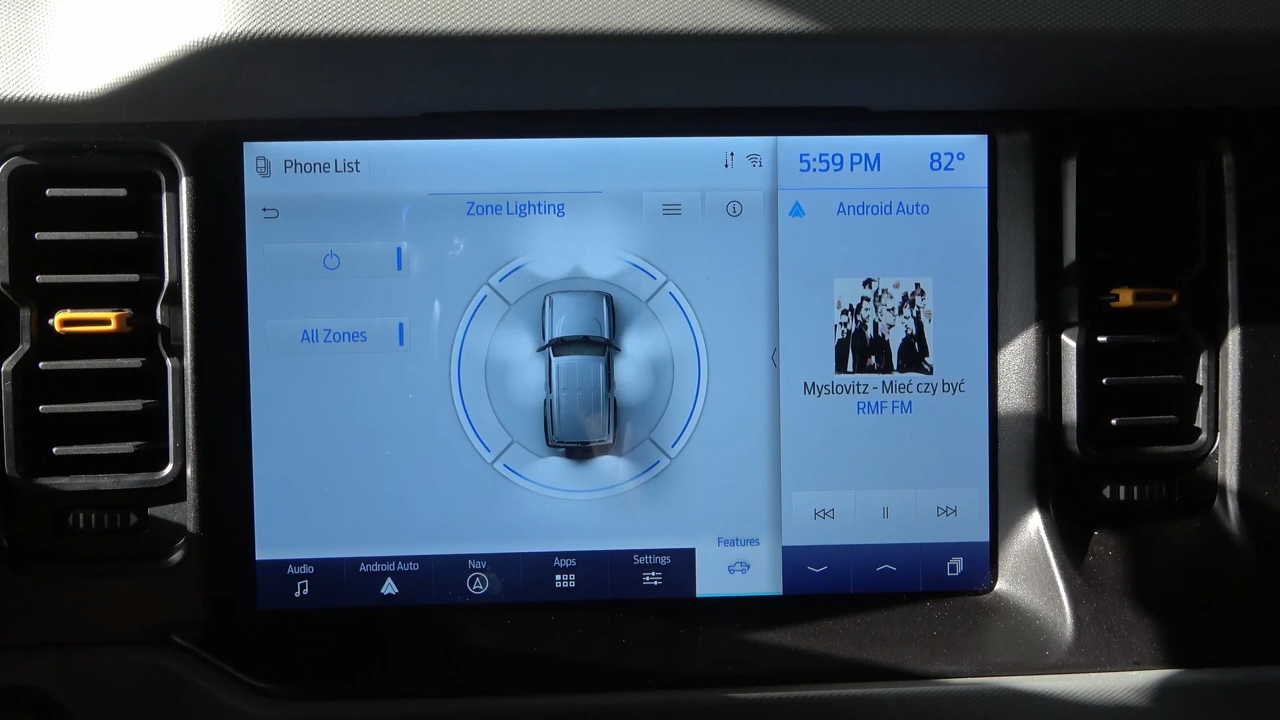 Phone List
5:59 PM
82°
Zone Lighting
Android Auto
All Zones
Myslovitz - Mieć czy być
RMF FM
Features
Audio
Android Auto
Nav
Apps
Settings